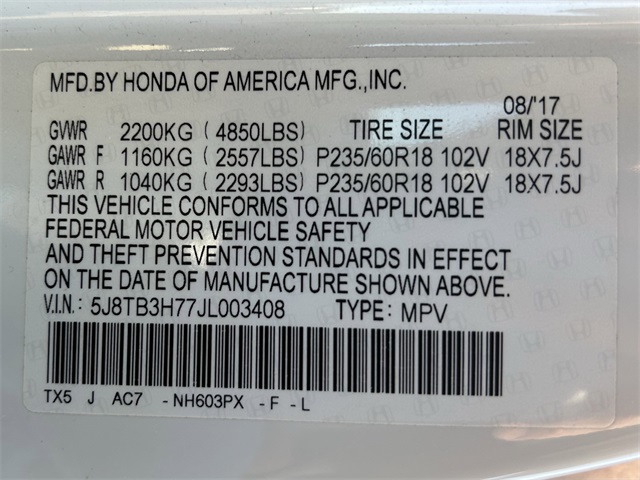 MFD.BY HONDA OF AMERICA MFG.,INC.
08/'17
GVWR 2200KG ( 4850LBS ) TIRE SIZE RIM SIZE
GAWR F 1160KG ( 2557LBS ) P235/60R18 102V 18X7.5J
GAWR R 1040KG ( 2293LBS ) P235/60R18 102V 18X7.5J
THIS VEHICLE CONFORMS TO ALL APPLICABLE
FEDERAL MOTOR VEHICLE SAFETY
AND THEFT PREVENTION STANDARDS IN EFFECT
ON THE DATE OF MANUFACTURE SHOWN ABOVE.
V.I.N.: 5J8TB3H77JL003408 TYPE: MPV
TX5 J AC7 - NH603PX - F - L